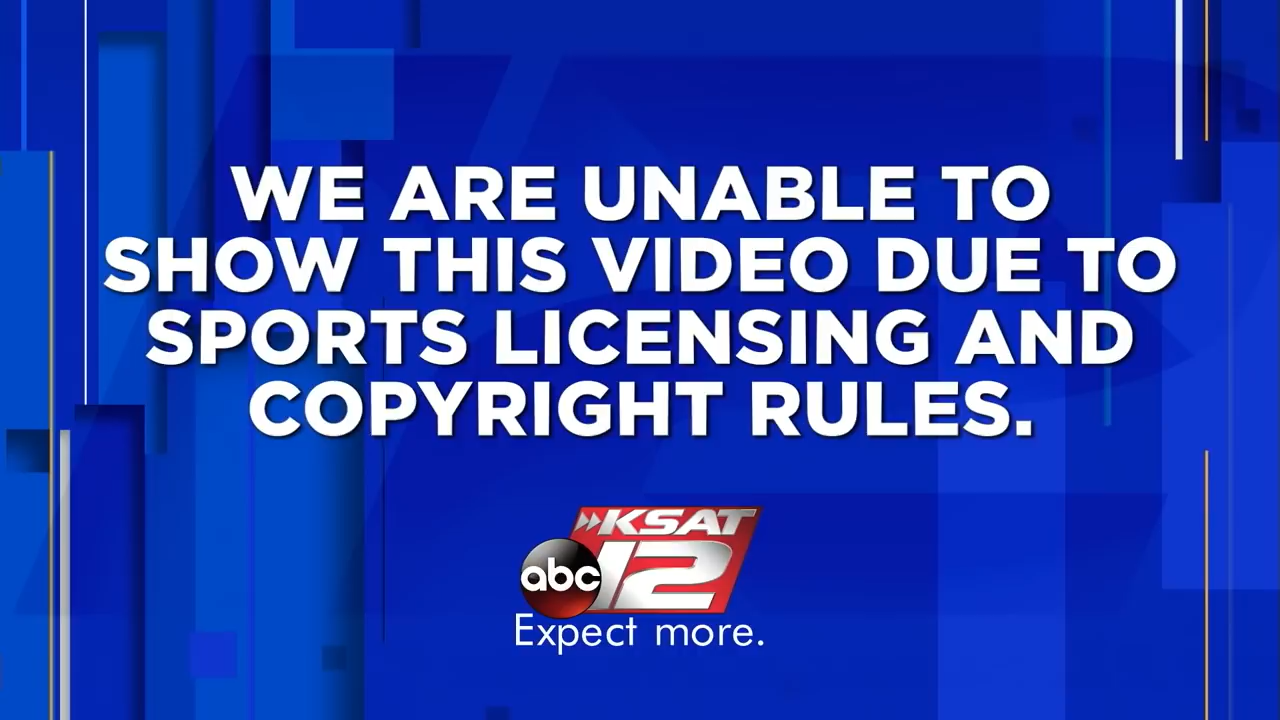 WE ARE UNABLE TO
SHOW THIS VIDEO DUE TO
SPORTS LICENSING AND
COPYRIGHT RULES.
KSAT
abc 12
Expect more.